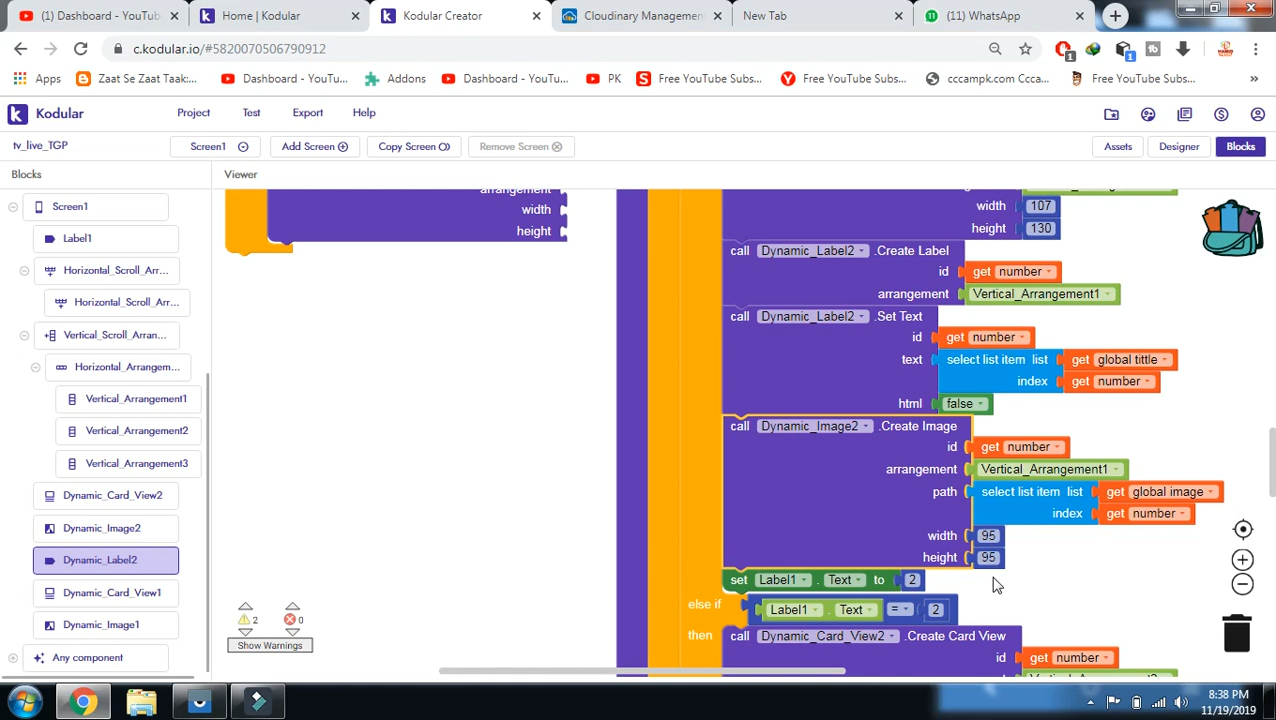 (1) Dashboard - YouTu
Home | Kodular
Kodular Creator
Cloudinary Management
New Tab
(11) WhatsApp
c.kodular.io/#5820070506790912
Apps
Zaat Se Zaat Taak:...
Dashboard - YouTu...
Addons
Dashboard - YouTu...
PK
Free YouTube Subs...
Free YouTube Subs...
cccampk.com Ccca...
Free YouTube Subs...
Kodular
Project
Test
Export
Help
tv_live_TGP
Screen1
Add Screen
Copy Screen
Remove Screen
Assets
Designer
Blocks
Blocks
Viewer
Screen1
Label1
Horizontal_Scroll_Arr...
Horizontal_Scroll_Arr...
Vertical_Scroll_Arran...
Horizontal_Arrangem...
Vertical_Arrangement1
Vertical_Arrangement2
Vertical_Arrangement3
Dynamic_Card_View2
Dynamic_Image2
Dynamic_Label2
Dynamic_Card_View1
Dynamic_Image1
Any component
arrangement
width
height
2
0
Show Warnings
width 107
height 130
call Dynamic_Label2 .Create Label
id get number
arrangement Vertical_Arrangement1
call Dynamic_Label2 .Set Text
id get number
text select list item list get global tittle
index get number
html false
call Dynamic_Image2 .Create Image
id get number
arrangement Vertical_Arrangement1
path select list item list get global image
index get number
width 95
height 95
set Label1 . Text to 2
else if Label1 . Text = 2
then call Dynamic_Card_View2 .Create Card View
id get number
8:38 PM
11/19/2019